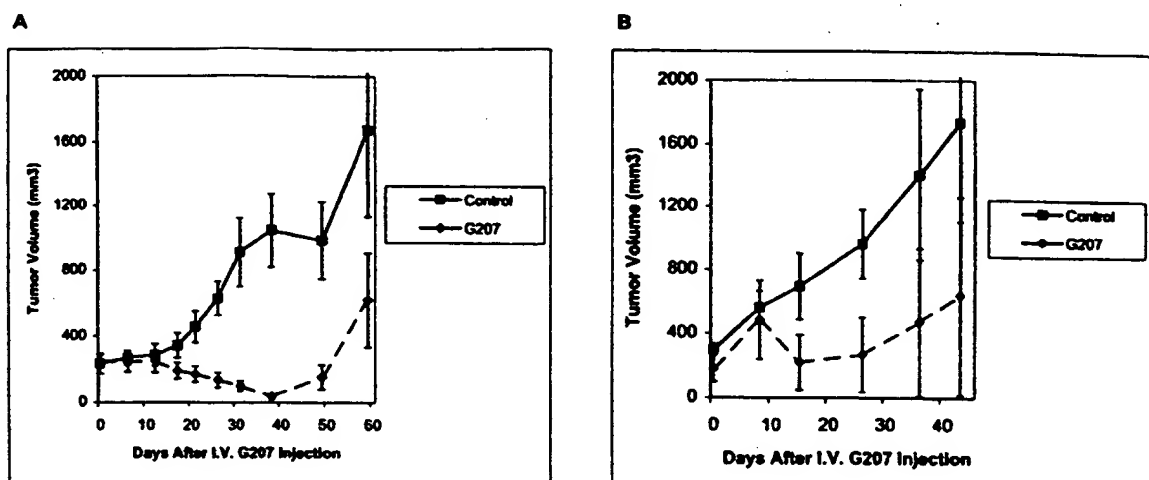 A
B
2000
1600
1200
800
400
0
Tumor Volume (mm3)
0 10 20 30 40 50 60
Days After I.V. G207 Injection
Control
G207
2000
1600
1200
800
400
0
Tumor Volume (mm3)
0 10 20 30 40
Days After I.V. G207 Injection
Control
G207